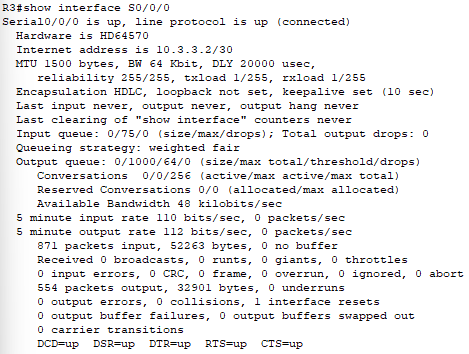 R3#show interface S0/0/0
Serial0/0/0 is up, line protocol is up (connected)
Hardware is HD64570
Internet address is 10.3.3.2/30
MTU 1500 bytes, BW 64 Kbit, DLY 20000 usec,
reliability 255/255, txload 1/255, rxload 1/255
Encapsulation HDLC, loopback not set, keepalive set (10 sec)
Last input never, output never, output hang never
Last clearing of "show interface" counters never
Input queue: 0/75/0 (size/max/drops); Total output drops: 0
Queueing strategy: weighted fair
Output queue: 0/1000/64/0 (size/max total/threshold/drops)
Conversations 0/0/256 (active/max active/max total)
Reserved Conversations 0/0 (allocated/max allocated)
Available Bandwidth 48 kilobits/sec
5 minute input rate 110 bits/sec, 0 packets/sec
5 minute output rate 112 bits/sec, 0 packets/sec
871 packets input, 52263 bytes, 0 no buffer
Received 0 broadcasts, 0 runts, 0 giants, 0 throttles
0 input errors, 0 CRC, 0 frame, 0 overrun, 0 ignored, 0 abort
554 packets output, 32901 bytes, 0 underruns
0 output errors, 0 collisions, 1 interface resets
0 output buffer failures, 0 output buffers swapped out
0 carrier transitions
DCD=up DSR=up DTR=up RTS=up CTS=up